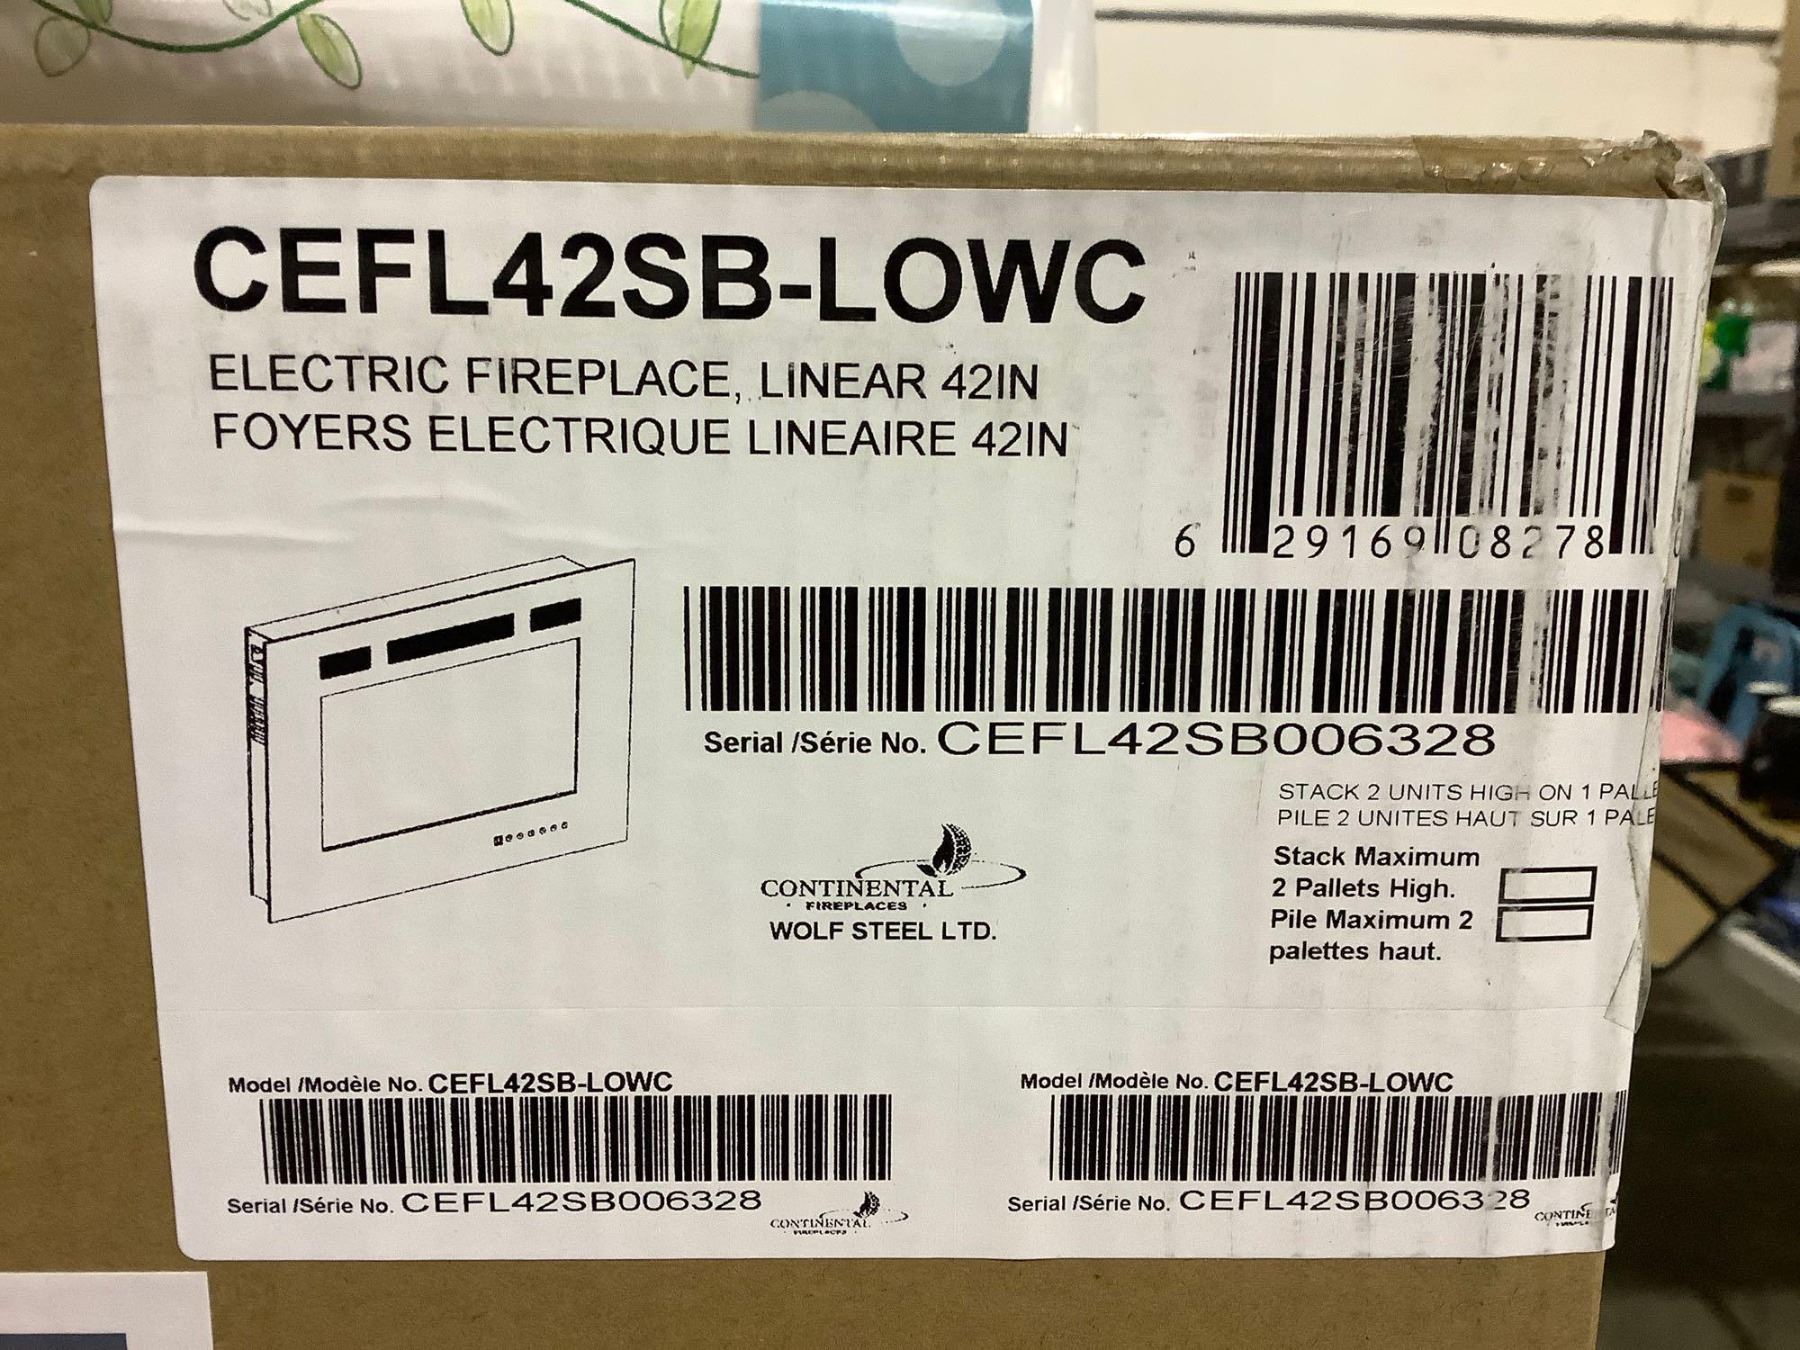 CEFL42SB-LOWC
ELECTRIC FIREPLACE, LINEAR 42IN
FOYERS ELECTRIQUE LINEAIRE 42IN
6 29169 08278
Serial /Série No. CEFL42SB006328
STACK 2 UNITS HIGH ON 1
PILE 2 UNITES HAUT SUR 1
Stack Maximum
2 Pallets High.
Pile Maximum 2
palettes haut.
CONTINENTAL
FIREPLACES
WOLF STEEL LTD.
Model /Modèle No. CEFL42SB-LOWC
Serial /Série No. CEFL42SB006328
CONTINENTAL
FIREPLACES
Model /Modèle No. CEFL42SB-LOWC
Serial /Série No. CEFL42SB006328